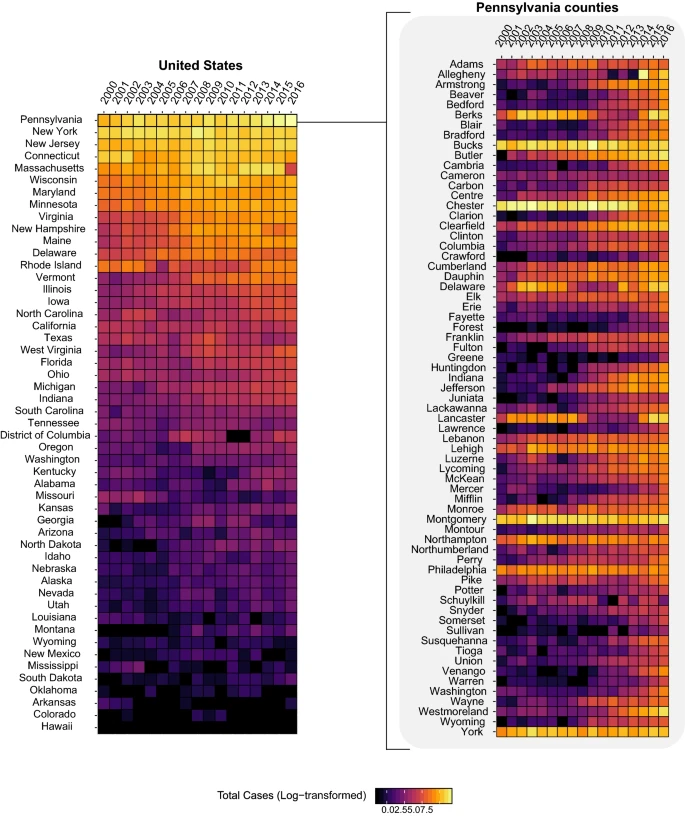 Pennsylvania counties
2000 2001 2002 2003 2004 2005 2006 2007 2008 2009 2010 2011 2012 2013 2014 2015 2016
United States
2000 2001 2002 2003 2004 2005 2006 2007 2008 2009 2010 2011 2012 2013 2014 2015 2016
Pennsylvania
New York
New Jersey
Connecticut
Massachusetts
Wisconsin
Maryland
Minnesota
Virginia
New Hampshire
Maine
Delaware
Rhode Island
Vermont
Illinois
Iowa
North Carolina
California
Texas
West Virginia
Florida
Ohio
Michigan
Indiana
South Carolina
Tennessee
District of Columbia
Oregon
Washington
Kentucky
Alabama
Missouri
Kansas
Georgia
Arizona
North Dakota
Idaho
Nebraska
Alaska
Nevada
Utah
Louisiana
Montana
Wyoming
New Mexico
Mississippi
South Dakota
Oklahoma
Arkansas
Colorado
Hawaii
Adams
Allegheny
Armstrong
Beaver
Bedford
Berks
Blair
Bradford
Bucks
Butler
Cambria
Cameron
Carbon
Centre
Chester
Clarion
Clearfield
Clinton
Columbia
Crawford
Cumberland
Dauphin
Delaware
Elk
Erie
Fayette
Forest
Franklin
Fulton
Greene
Huntingdon
Indiana
Jefferson
Juniata
Lackawanna
Lancaster
Lawrence
Lebanon
Lehigh
Luzerne
Lycoming
McKean
Mercer
Mifflin
Monroe
Montgomery
Montour
Northampton
Northumberland
Perry
Philadelphia
Pike
Potter
Schuylkill
Snyder
Somerset
Sullivan
Susquehanna
Tioga
Union
Venango
Warren
Washington
Wayne
Westmoreland
Wyoming
York
Total Cases (Log−transformed)
0.02.55.07.5